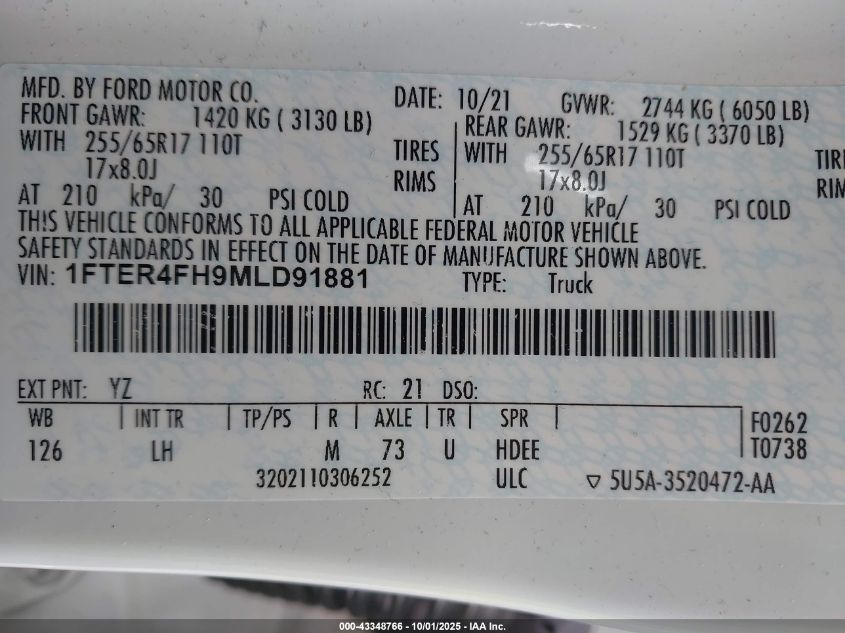 MFD. BY FORD MOTOR CO. DATE: 10/21 GVWR: 2744 KG ( 6050 LB)
FRONT GAWR: 1420 KG ( 3130 LB) REAR GAWR: 1529 KG ( 3370 LB)
WITH 255/65R17 110T TIRES WITH 255/65R17 110T TIR
17x8.0J RIMS 17x8.0J RIM
AT 210 kPa/ 30 PSI COLD AT 210 kPa/ 30 PSI COLD
THIS VEHICLE CONFORMS TO ALL APPLICABLE FEDERAL MOTOR VEHICLE
SAFETY STANDARDS IN EFFECT ON THE DATE OF MANUFACTURE SHOWN ABOVE.
VIN: 1FTER4FH9MLD91881 TYPE: Truck
EXT PNT: YZ RC: 21 DSO:
WB INT TR TP/PS R AXLE TR SPR F0262
126 LH M 73 U HDEE T0738
3202110306252 ULC ▽ 5U5A-3520472-AA
000-43348766 - 10/01/2025 - IAA Inc.